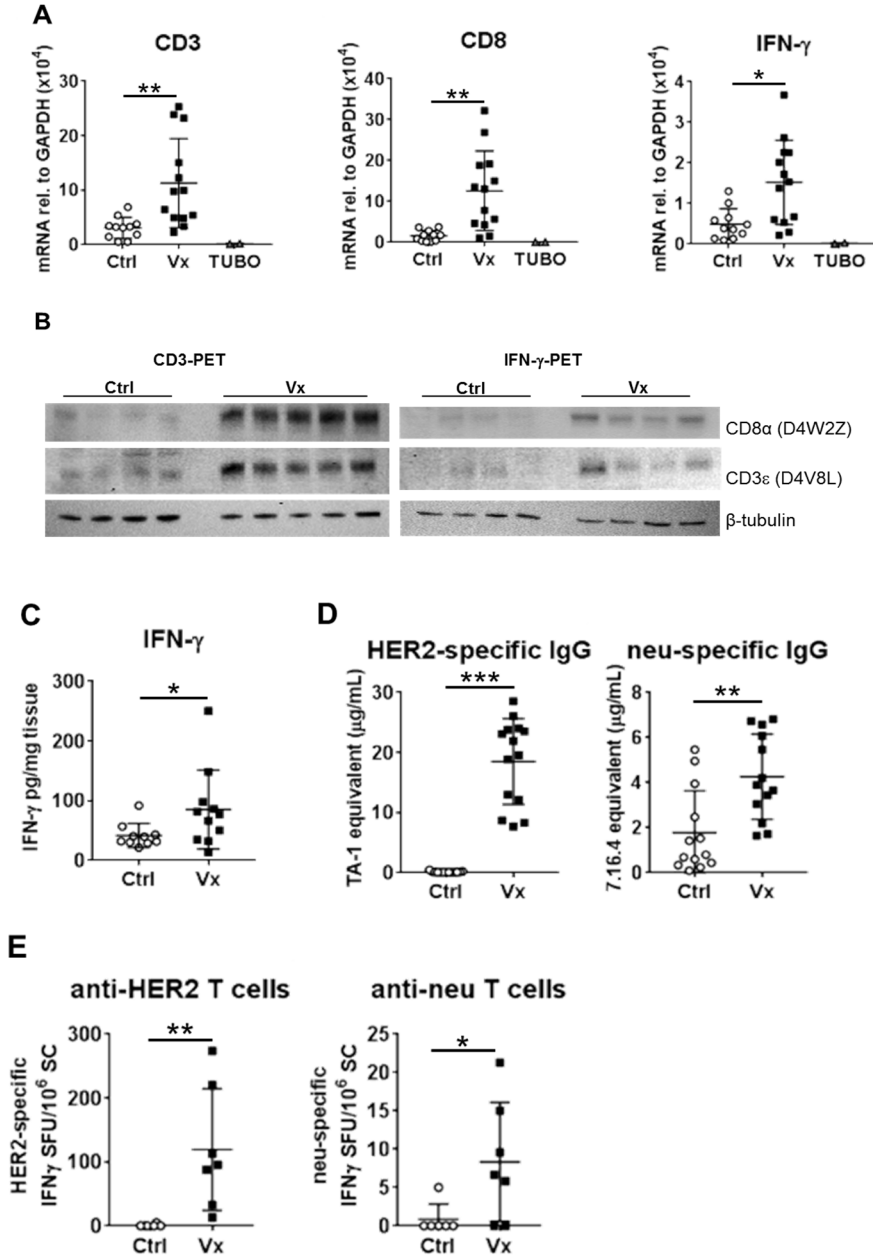 A
CD3
CD8
IFN-γ
mRNA rel. to GAPDH (x10⁴)
30
20
10
0
**
Ctrl
Vx
TUBO
mRNA rel. to GAPDH (x10⁴)
40
30
20
10
0
**
Ctrl
Vx
TUBO
mRNA rel. to GAPDH (x10⁴)
4
3
2
1
0
*
Ctrl
Vx
TUBO
B
CD3-PET
IFN-γ-PET
Ctrl
Vx
Ctrl
Vx
CD8α (D4W2Z)
CD3ε (D4V8L)
β-tubulin
C
IFN-γ
IFN-γ pg/mg tissue
300
200
100
0
*
Ctrl
Vx
D
HER2-specific IgG
neu-specific IgG
TA-1 equivalent (μg/mL)
30
20
10
0
***
Ctrl
Vx
7.16.4 equivalent (μg/mL)
8
6
4
2
0
**
Ctrl
Vx
E
anti-HER2 T cells
anti-neu T cells
HER2-specific
IFNγ SFU/10⁶ SC
300
200
100
0
**
Ctrl
Vx
neu-specific
IFNγ SFU/10⁶ SC
25
20
15
10
5
0
*
Ctrl
Vx